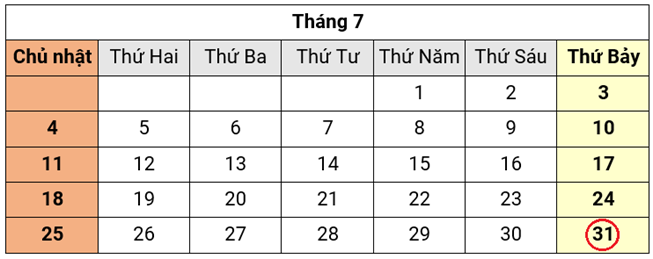 Tháng 7
Chủ nhật Thứ Hai Thứ Ba Thứ Tư Thứ Năm Thứ Sáu Thứ Bảy
1 2 3
4 5 6 7 8 9 10
11 12 13 14 15 16 17
18 19 20 21 22 23 24
25 26 27 28 29 30 31